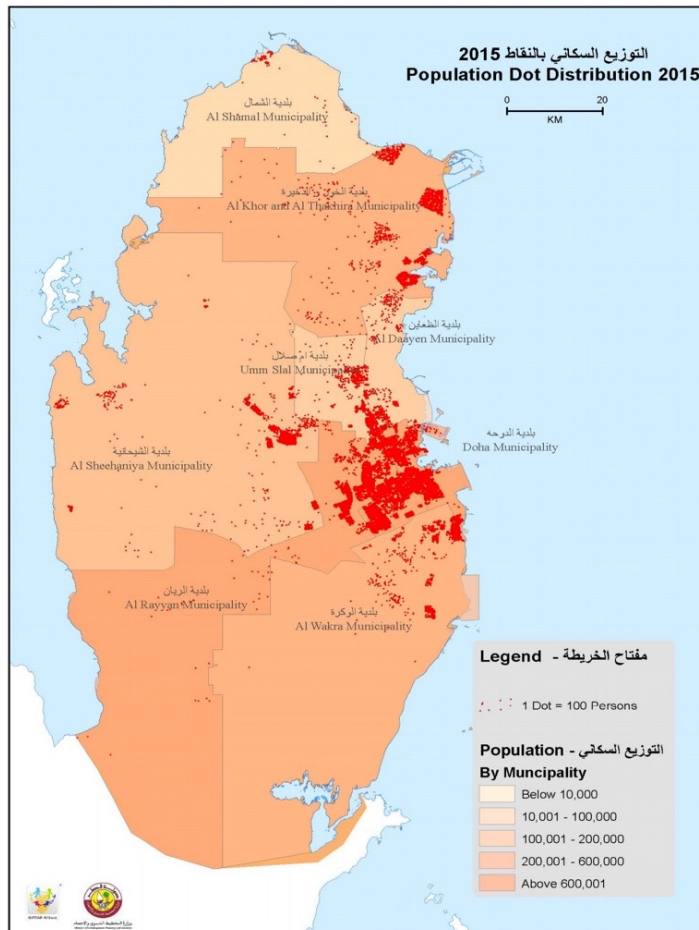 التوزيع السكاني بالنقاط 2015
Population Dot Distribution 2015
0 20
KM
بلدية الشمال
Al Shamal Municipality
بلدية الخور و الذخيرة
Al Khor and Al Thakhira Municipality
بلدية الظعاين
Al Daayen Municipality
بلدية ام صلال
Umm Slal Municipality
بلدية الدوحه
Doha Municipality
بلدية الشيحانية
Al Sheehaniya Municipality
بلدية الريان
Al Rayyan Municipality
بلدية الوكرة
Al Wakra Municipality
Legend - مفتاح الخريطة
1 Dot = 100 Persons
Population - التوزيع السكاني
By Muncipality
Below 10,000
10,001 - 100,000
100,001 - 200,000
200,001 - 600,000
Above 600,001